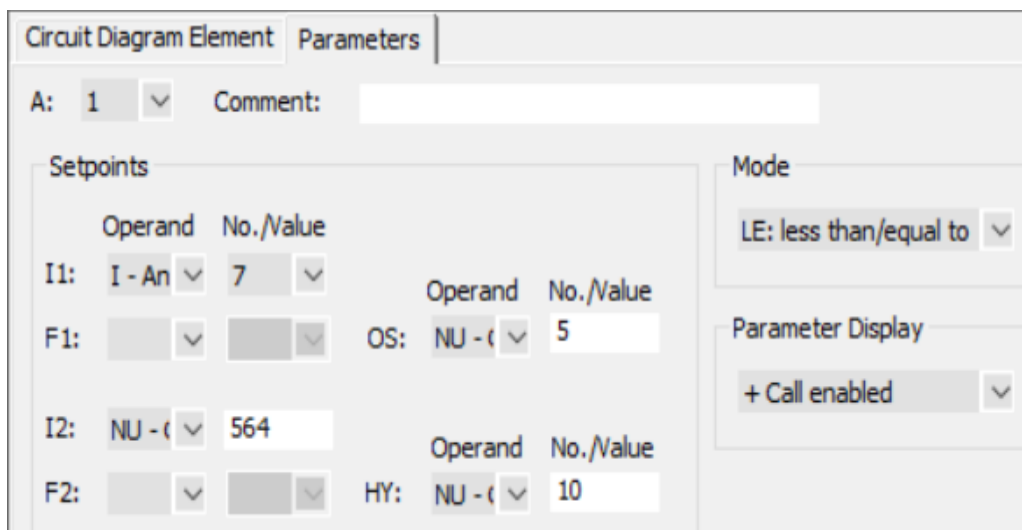 Circuit Diagram Element Parameters
A: 1 Comment:
Setpoints
Operand No./Value
I1: I - An 7
F1:
Operand No./Value
OS: NU - 5
I2: NU - 564
F2:
Operand No./Value
HY: NU - 10
Mode
LE: less than/equal to
Parameter Display
+ Call enabled